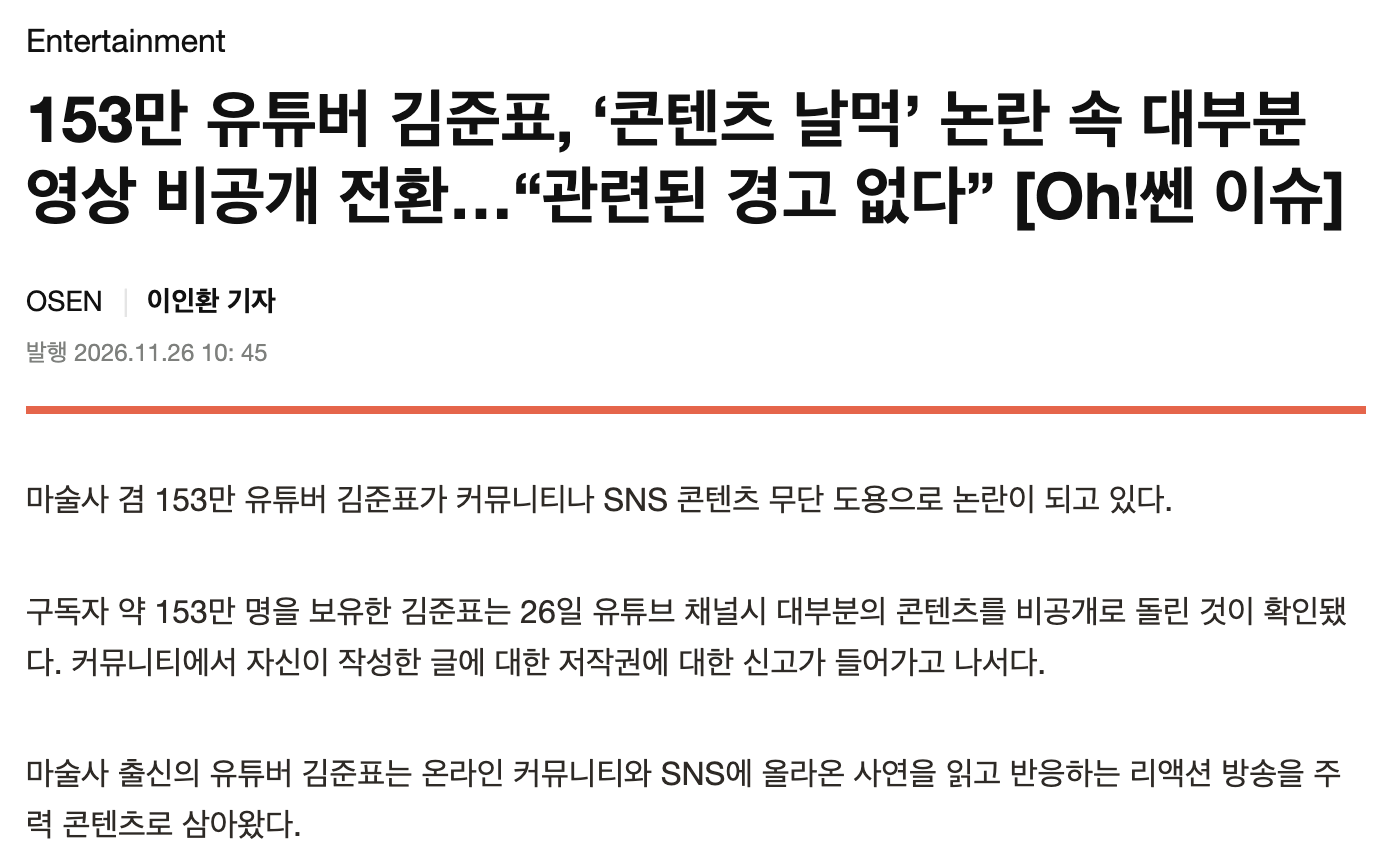 Entertainment
153만 유튜버 김준표, ‘콘텐츠 날먹’ 논란 속 대부분
영상 비공개 전환…“관련된 경고 없다” [Oh!쎈 이슈]
OSEN | 이인환 기자
발행 2026.11.26 10: 45
마술사 겸 153만 유튜버 김준표가 커뮤니티나 SNS 콘텐츠 무단 도용으로 논란이 되고 있다.
구독자 약 153만 명을 보유한 김준표는 26일 유튜브 채널시 대부분의 콘텐츠를 비공개로 돌린 것이 확인됐
다. 커뮤니티에서 자신이 작성한 글에 대한 저작권에 대한 신고가 들어가고 나서다.
마술사 출신의 유튜버 김준표는 온라인 커뮤니티와 SNS에 올라온 사연을 읽고 반응하는 리액션 방송을 주
력 콘텐츠로 삼아왔다.